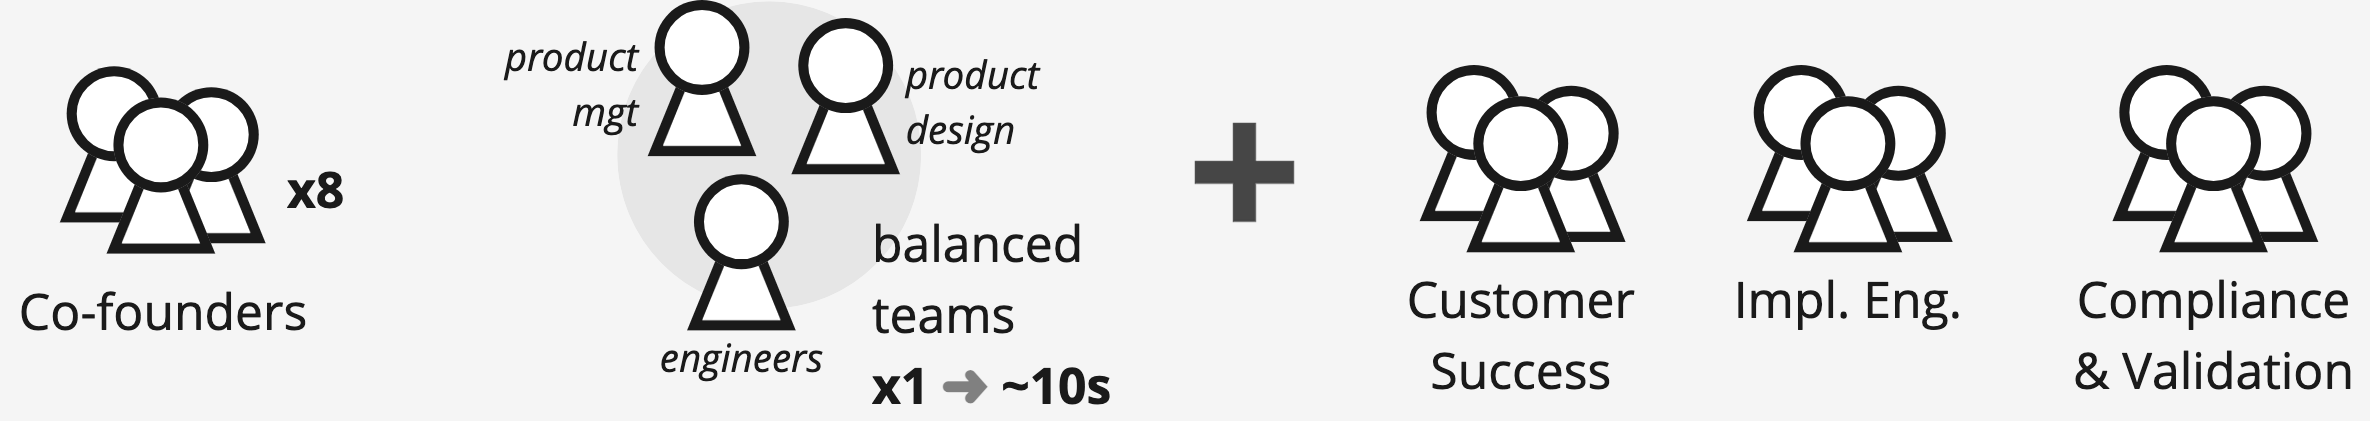 x8
Co-founders
product
mgt
product
design
engineers
balanced
teams
x1 ➜ ~10s
+
Customer
Success
Impl. Eng.
Compliance
& Validation